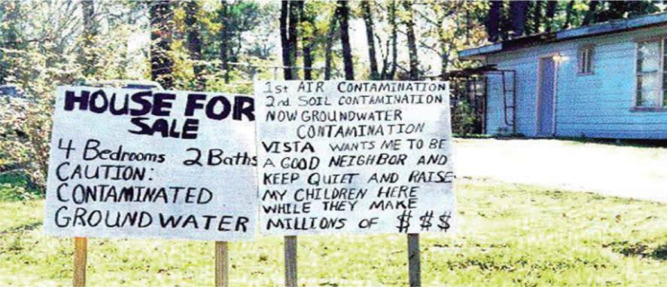 HOUSE FOR
SALE
4 Bedrooms 2 Baths
CAUTION:
CONTAMINATED
GROUNDWATER
1st AIR CONTAMINATION
2nd SOIL CONTAMINATION
NOW GROUNDWATER
CONTAMINATION
VISTA WANTS ME TO BE
A GOOD NEIGHBOR AND
KEEP QUIET AND RAISE
MY CHILDREN HERE
WHILE THEY MAKE
MILLIONS OF $$$